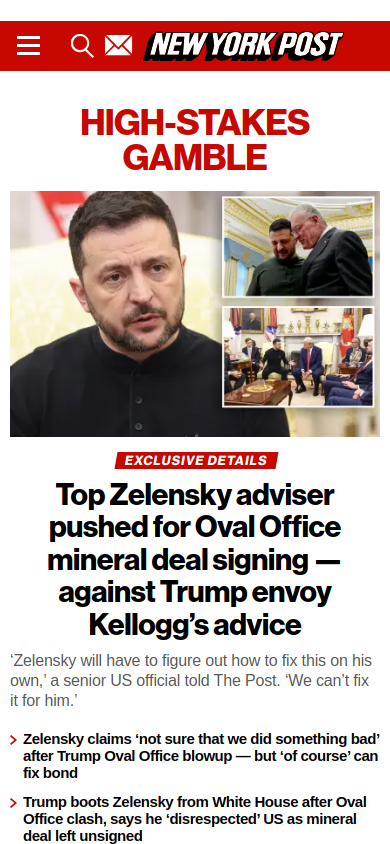 NEW YORK POST
HIGH-STAKES
GAMBLE
EXCLUSIVE DETAILS
Top Zelensky adviser
pushed for Oval Office
mineral deal signing —
against Trump envoy
Kellogg’s advice
‘Zelensky will have to figure out how to fix this on his
own,’ a senior US official told The Post. ‘We can’t fix
it for him.’
Zelensky claims ‘not sure that we did something bad’
after Trump Oval Office blowup — but ‘of course’ can
fix bond
Trump boots Zelensky from White House after Oval
Office clash, says he ‘disrespected’ US as mineral
deal left unsigned